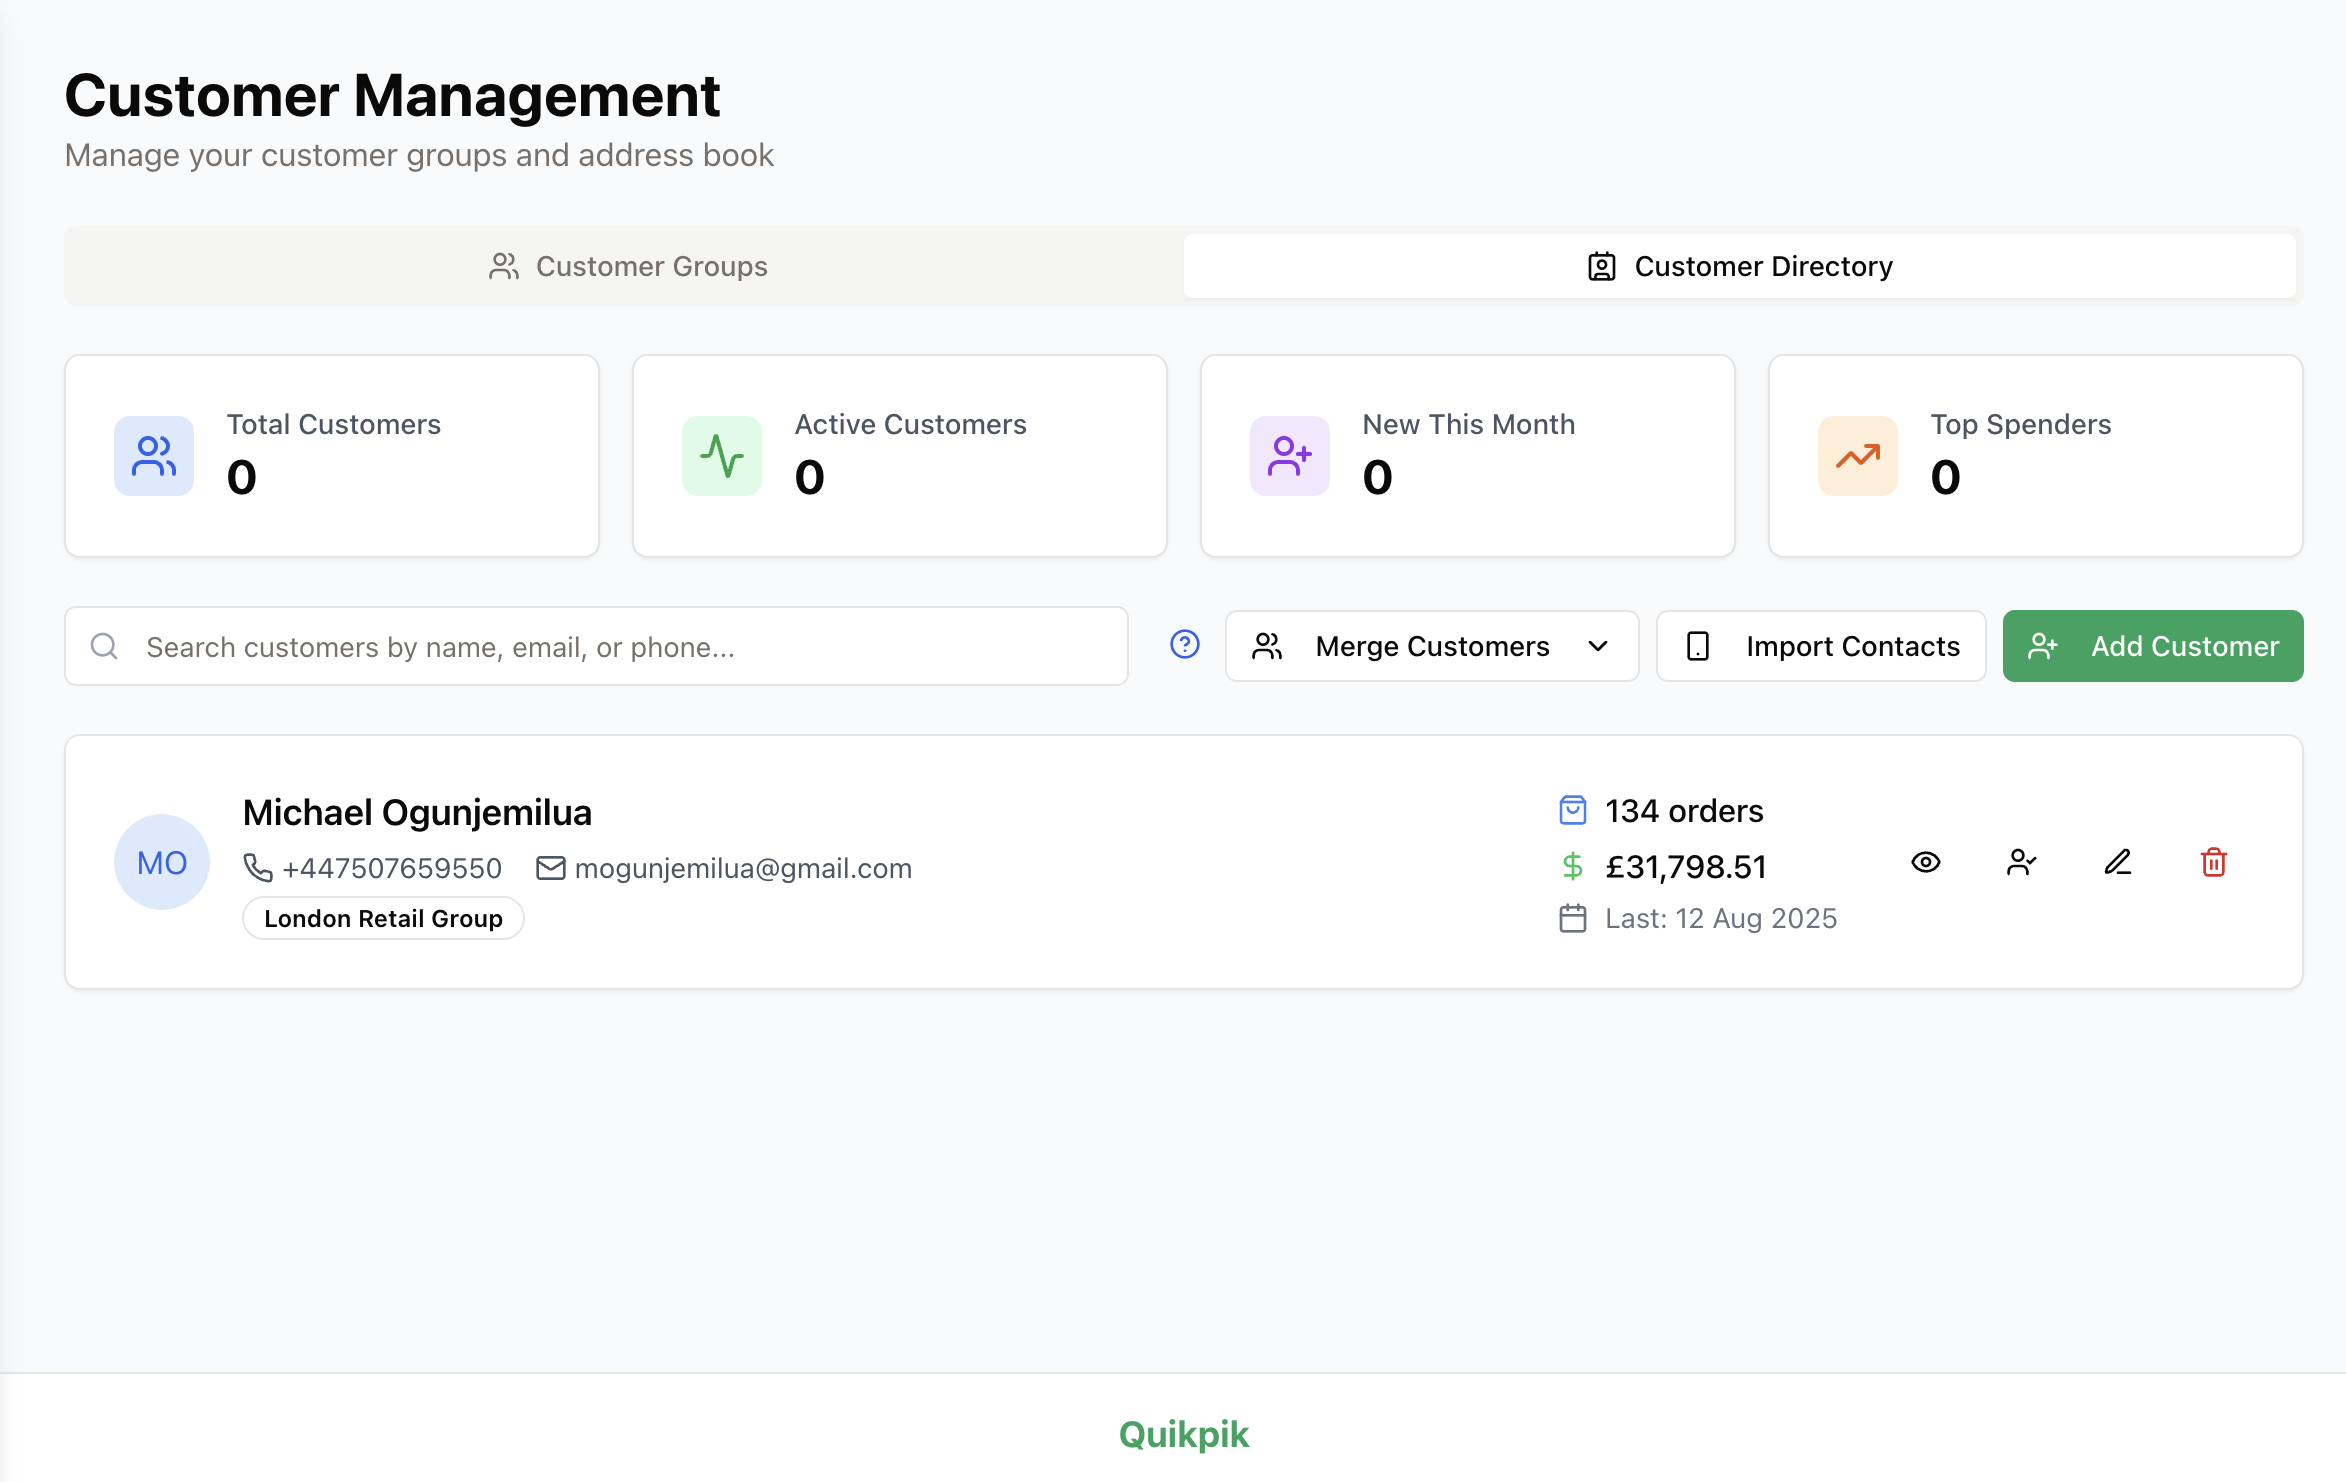 Customer Management
Manage your customer groups and address book
Customer Groups
Customer Directory
Total Customers
0
Active Customers
0
New This Month
0
Top Spenders
0
Search customers by name, email, or phone...
Merge Customers
Import Contacts
Add Customer
MO
Michael Ogunjemilua
+447507659550
mogunjemilua@gmail.com
London Retail Group
134 orders
£31,798.51
Last: 12 Aug 2025
Quikpik